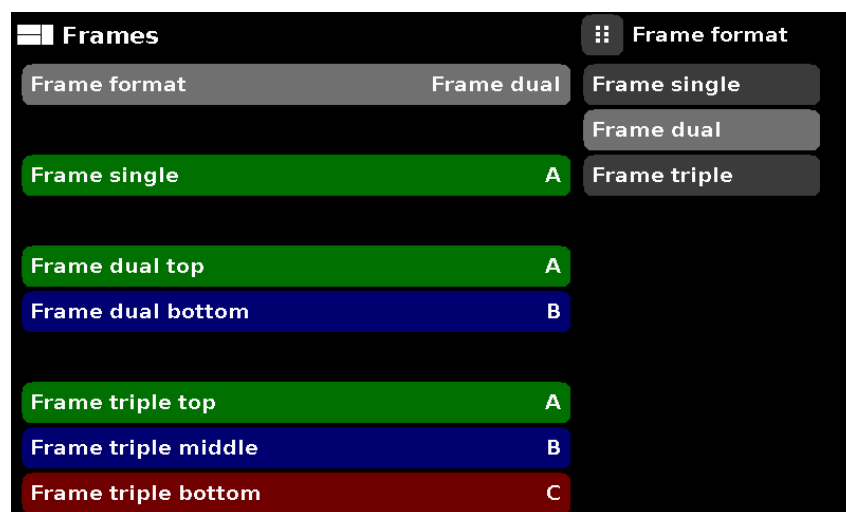 Frames
Frame format Frame dual
Frame single A
Frame dual top A
Frame dual bottom B
Frame triple top A
Frame triple middle B
Frame triple bottom C
Frame format
Frame single
Frame dual
Frame triple